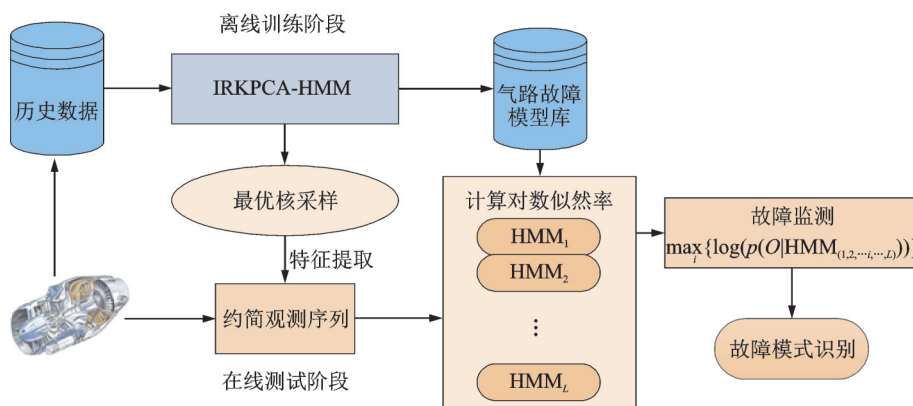 离线训练阶段
历史数据
IRKPCA-HMM
气路故障
模型库
最优核采样
特征提取
约简观测序列
在线测试阶段
计算对数似然率
HMM₁
HMM₂
⋮
HMM_L
故障监测
max_i{log(p(O|HMM_(1,2,⋯i,⋯,L)))}
故障模式识别